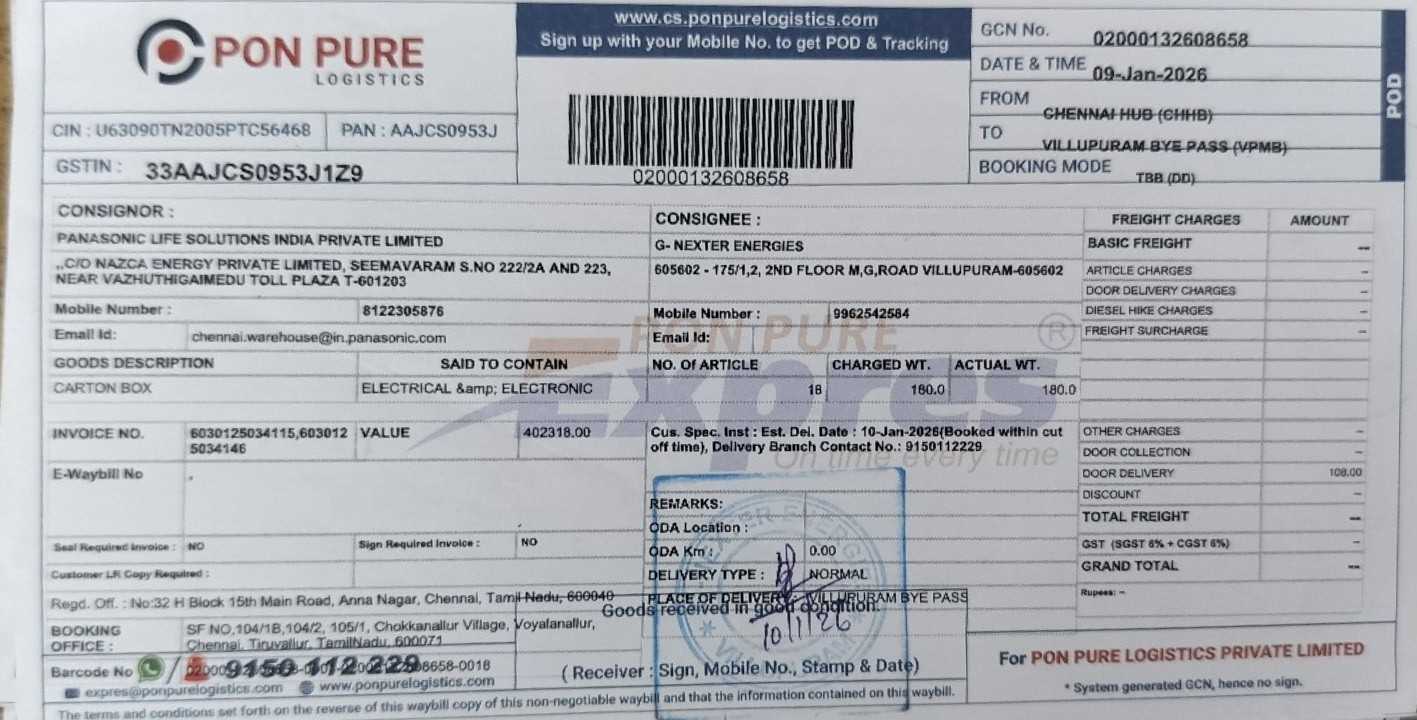 PON PURE
LOGISTICS
www.cs.ponpurelogistics.com
Sign up with your Mobile No. to get POD & Tracking
GCN No. 02000132608658
DATE & TIME 09-Jan-2026
FROM CHENNAI HUB (CHHB)
TO VILLUPURAM BYE PASS (VPMB)
BOOKING MODE TBB (DD)
POD
CIN : U63090TN2005PTC56468 PAN : AAJCS0953J
GSTIN : 33AAJCS0953J1Z9
02000132608658
CONSIGNOR :
PANASONIC LIFE SOLUTIONS INDIA PRIVATE LIMITED
,,C/O NAZCA ENERGY PRIVATE LIMITED, SEEMAVARAM S.NO 222/2A AND 223,
NEAR VAZHUTHIGAIMEDU TOLL PLAZA T-601203
Mobile Number : 8122305876
Email Id: chennai.warehouse@in.panasonic.com
CONSIGNEE :
G- NEXTER ENERGIES
605602 - 175/1,2, 2ND FLOOR M,G,ROAD VILLUPURAM-605602
Mobile Number : 9962542584
Email Id:
FREIGHT CHARGES AMOUNT
BASIC FREIGHT --
ARTICLE CHARGES --
DOOR DELIVERY CHARGES --
DIESEL HIKE CHARGES --
FREIGHT SURCHARGE --
PON PURE
Expres ®
On time every time
GOODS DESCRIPTION SAID TO CONTAIN NO. Of ARTICLE CHARGED WT. ACTUAL WT.
CARTON BOX ELECTRICAL &amp; ELECTRONIC 18 180.0 180.0
INVOICE NO. 6030125034115,603012 VALUE 402318.00
5034146
Cus. Spec. Inst : Est. Del. Date : 10-Jan-2026(Booked within cut
off time), Delivery Branch Contact No.: 9150112229
OTHER CHARGES --
DOOR COLLECTION --
DOOR DELIVERY 108.00
DISCOUNT --
TOTAL FREIGHT --
GST (SGST 6% + CGST 6%) --
GRAND TOTAL --
Rupees: --
E-Waybill No .
REMARKS:
ODA Location :
ODA Km : 0.00
DELIVERY TYPE : NORMAL
PLACE OF DELIVERY : VILLUPURAM BYE PASS
Seal Required Invoice : NO Sign Required Invoice : NO
Customer LR Copy Required :
Regd. Off. : No:32 H Block 15th Main Road, Anna Nagar, Chennai, Tamil Nadu, 600040
Goods received in good condition.
10/1/26
BOOKING SF NO,104/1B,104/2, 105/1, Chokkanallur Village, Voyalanallur,
OFFICE : Chennai, Tiruvallur, TamilNadu, 600071
Barcode No / 9150 112 229 8658-0018
(Receiver : Sign, Mobile No., Stamp & Date)
expres@ponpurelogistics.com www.ponpurelogistics.com
For PON PURE LOGISTICS PRIVATE LIMITED
* System generated GCN, hence no sign.
The terms and conditions set forth on the reverse of this waybill copy of this non-negotiable waybill and that the information contained on this waybill.